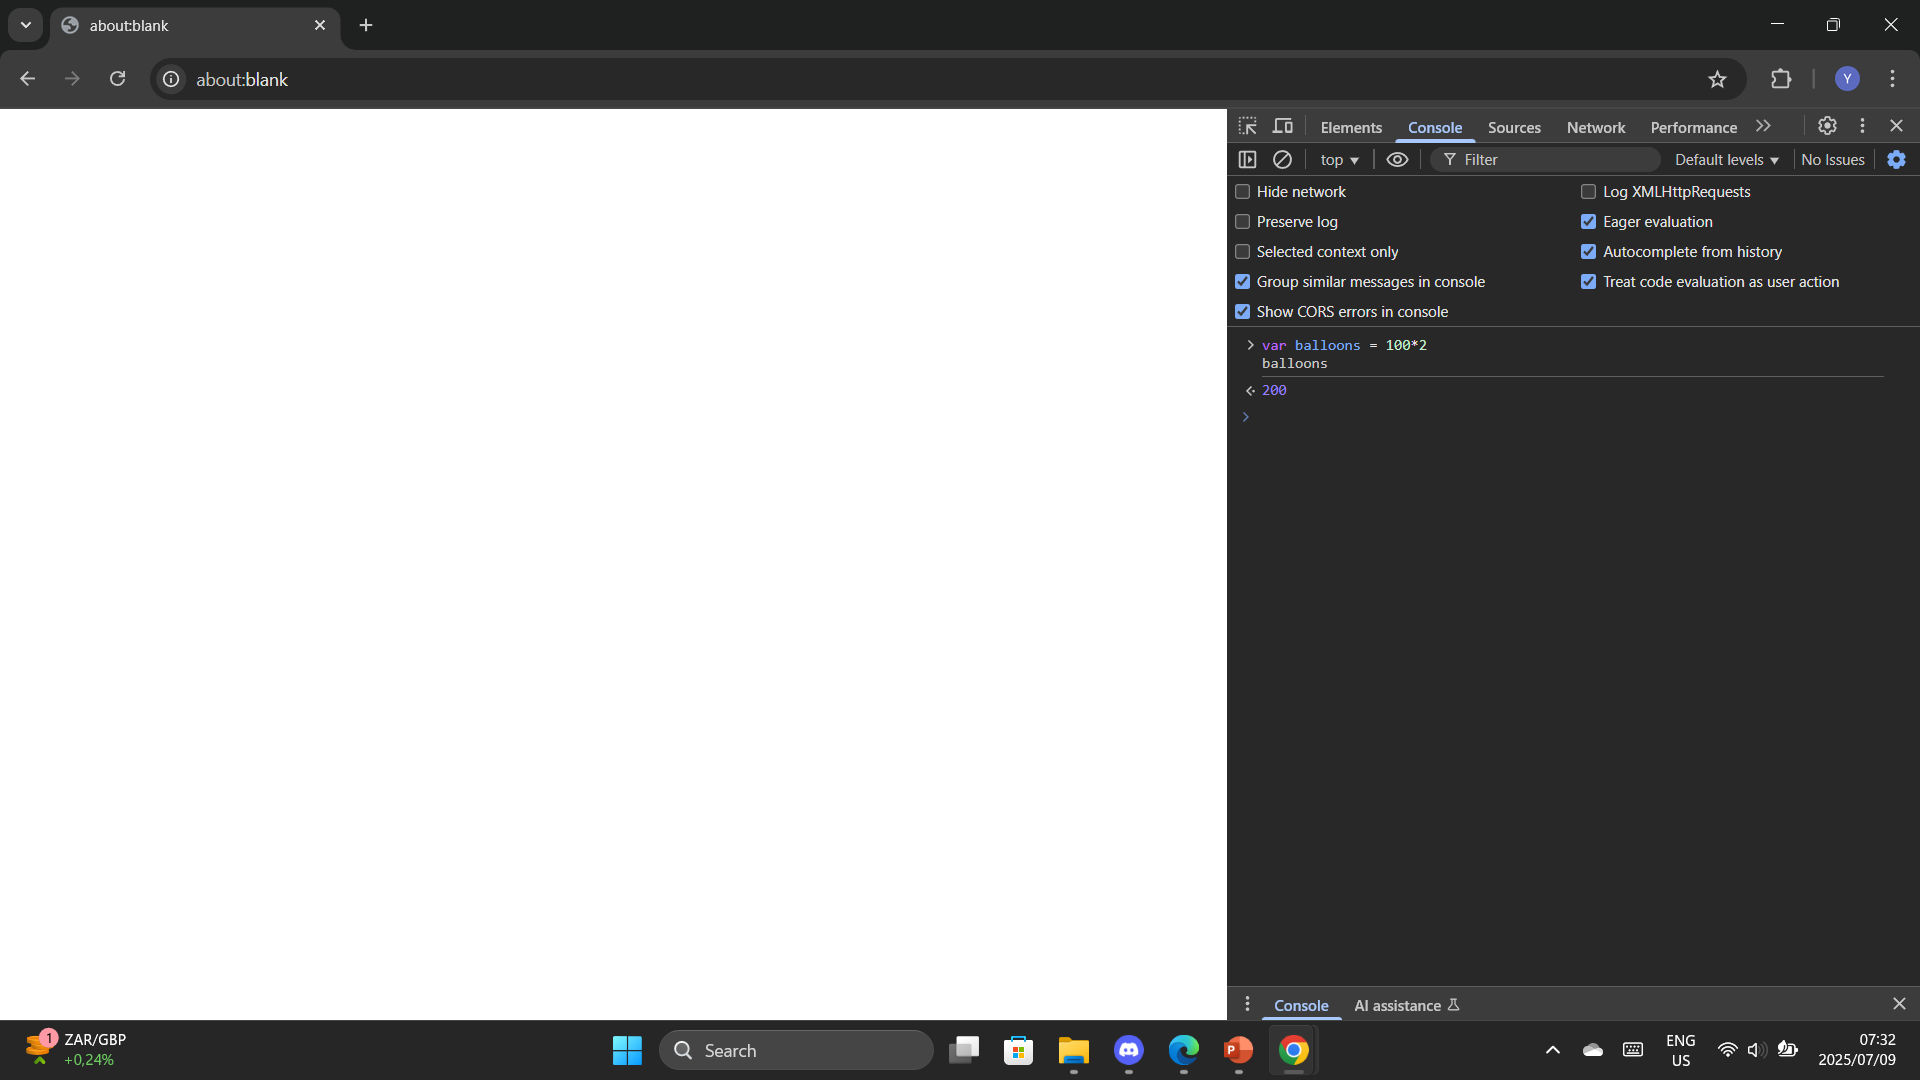 about:blank
about:blank
Y
Elements Console Sources Network Performance
top Filter Default levels No Issues
Hide network Log XMLHttpRequests
Preserve log Eager evaluation
Selected context only Autocomplete from history
Group similar messages in console Treat code evaluation as user action
Show CORS errors in console
var balloons = 100*2
balloons
200
Console AI assistance
1 ZAR/GBP
+0,24%
Search
P
ENG
US
07:32
2025/07/09